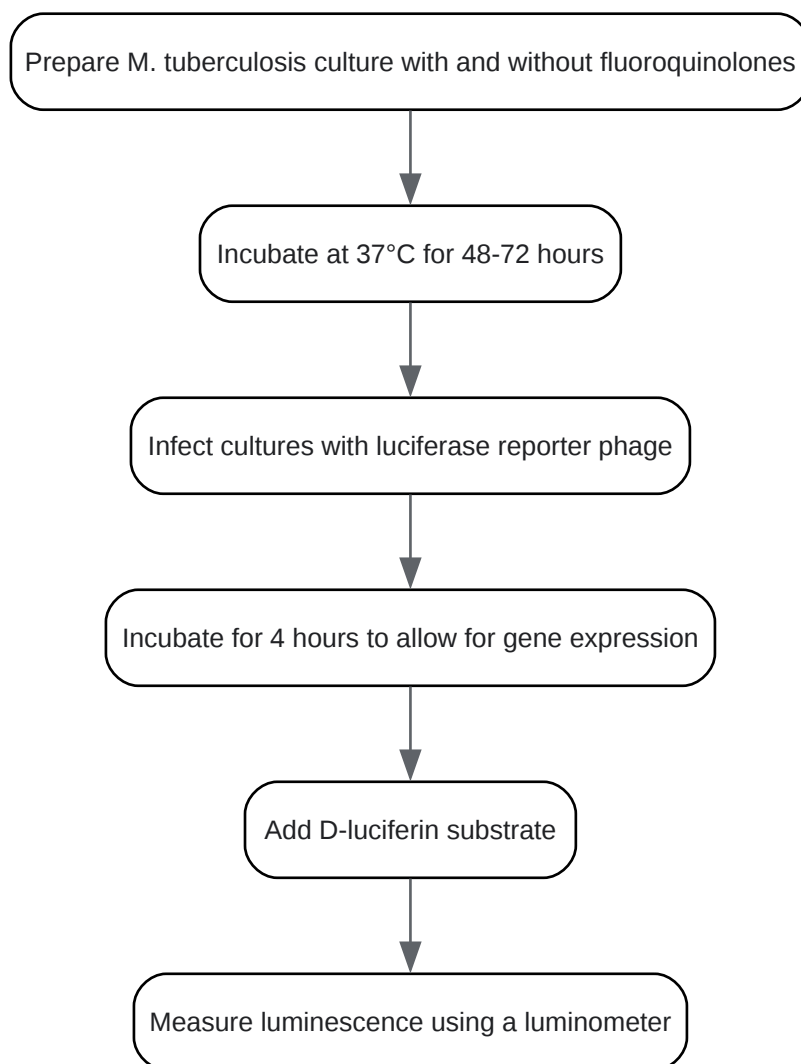 Prepare M. tuberculosis culture with and without fluoroquinolones
Incubate at 37°C for 48-72 hours
Infect cultures with luciferase reporter phage
Incubate for 4 hours to allow for gene expression
Add D-luciferin substrate
Measure luminescence using a luminometer